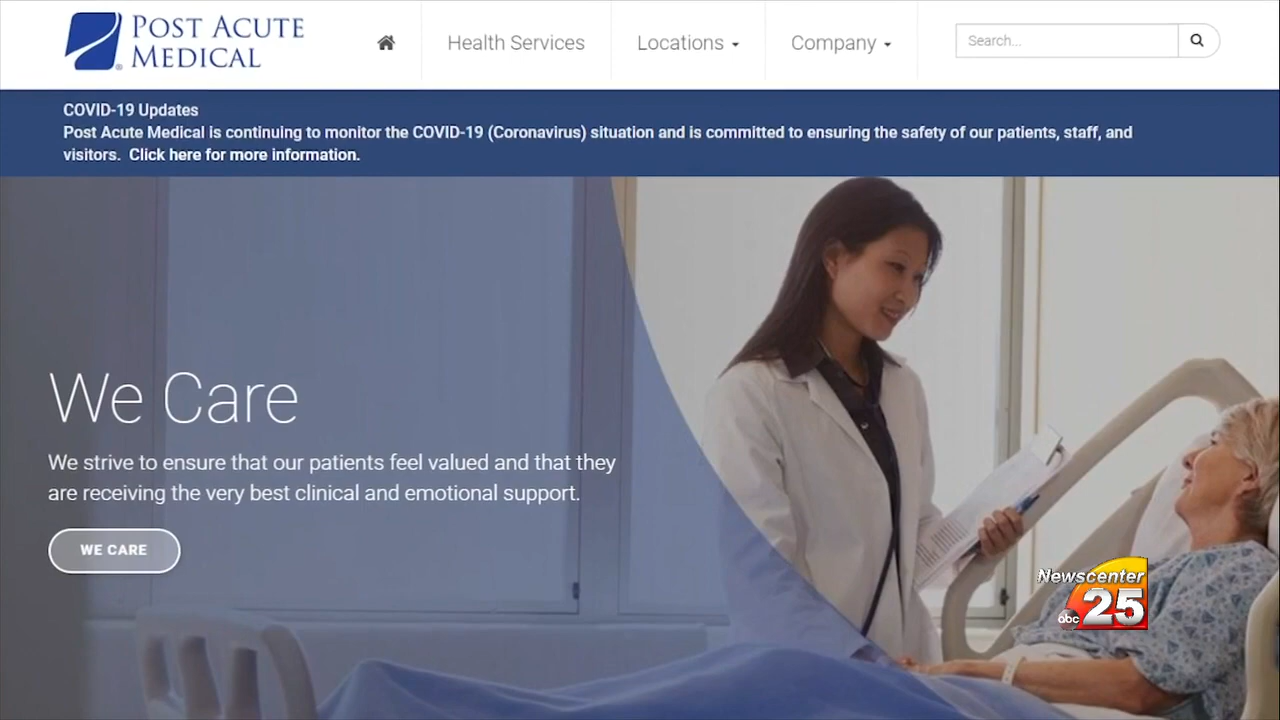 POST ACUTE
MEDICAL
Health Services
Locations
Company
Search...
COVID-19 Updates
Post Acute Medical is continuing to monitor the COVID-19 (Coronavirus) situation and is committed to ensuring the safety of our patients, staff, and
visitors. Click here for more information.
We Care
We strive to ensure that our patients feel valued and that they
are receiving the very best clinical and emotional support.
WE CARE
Newscenter
abc 25